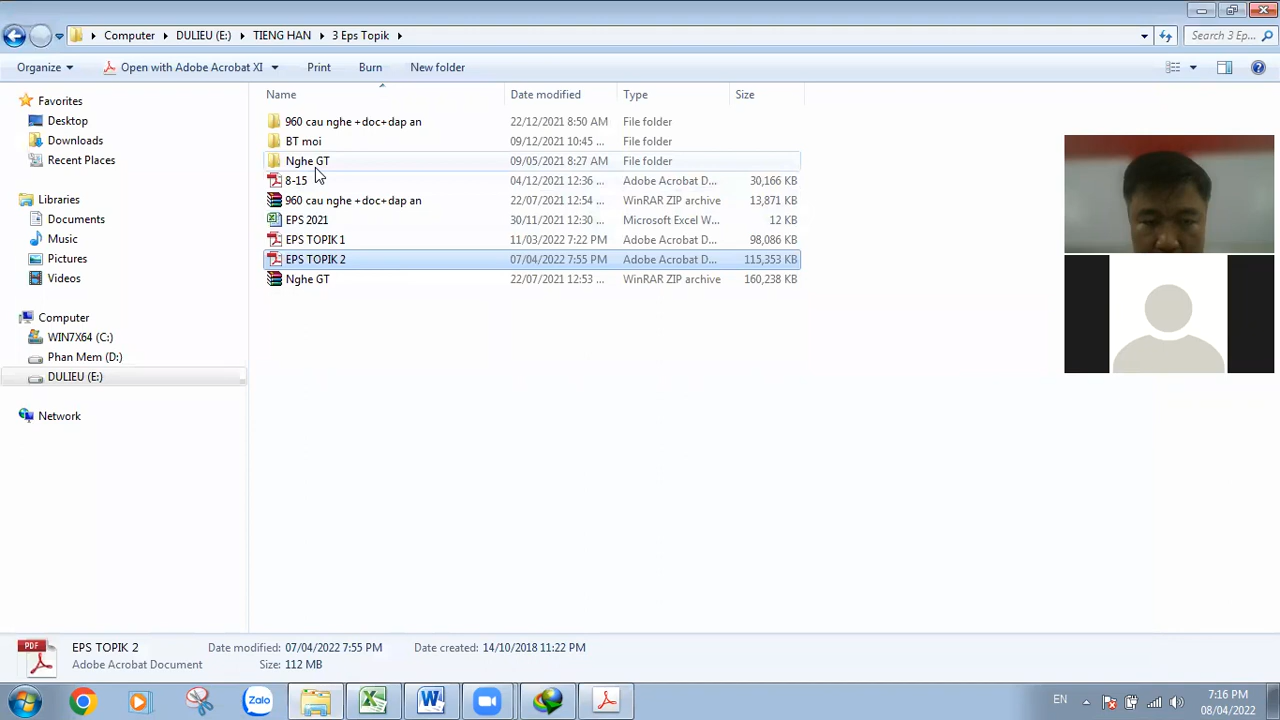 Computer DULIEU (E:) TIENG HAN 3 Eps Topik Search 3 Ep...
Organize Open with Adobe Acrobat XI Print Burn New folder
Name Date modified Type Size
Favorites
Desktop
Downloads
Recent Places
Libraries
Documents
Music
Pictures
Videos
Computer
WIN7X64 (C:)
Phan Mem (D:)
DULIEU (E:)
Network
960 cau nghe +doc+dap an 22/12/2021 8:50 AM File folder
BT moi 09/12/2021 10:45 ... File folder
Nghe GT 09/05/2021 8:27 AM File folder
8-15 04/12/2021 12:36 ... Adobe Acrobat D... 30,166 KB
960 cau nghe +doc+dap an 22/07/2021 12:54 ... WinRAR ZIP archive 13,871 KB
EPS 2021 30/11/2021 12:30 ... Microsoft Excel W... 12 KB
EPS TOPIK 1 11/03/2022 7:22 PM Adobe Acrobat D... 98,086 KB
EPS TOPIK 2 07/04/2022 7:55 PM Adobe Acrobat D... 115,353 KB
Nghe GT 22/07/2021 12:53 ... WinRAR ZIP archive 160,238 KB
PDF
EPS TOPIK 2 Date modified: 07/04/2022 7:55 PM Date created: 14/10/2018 11:22 PM
Adobe Acrobat Document Size: 112 MB
Zalo
EN
7:16 PM
08/04/2022